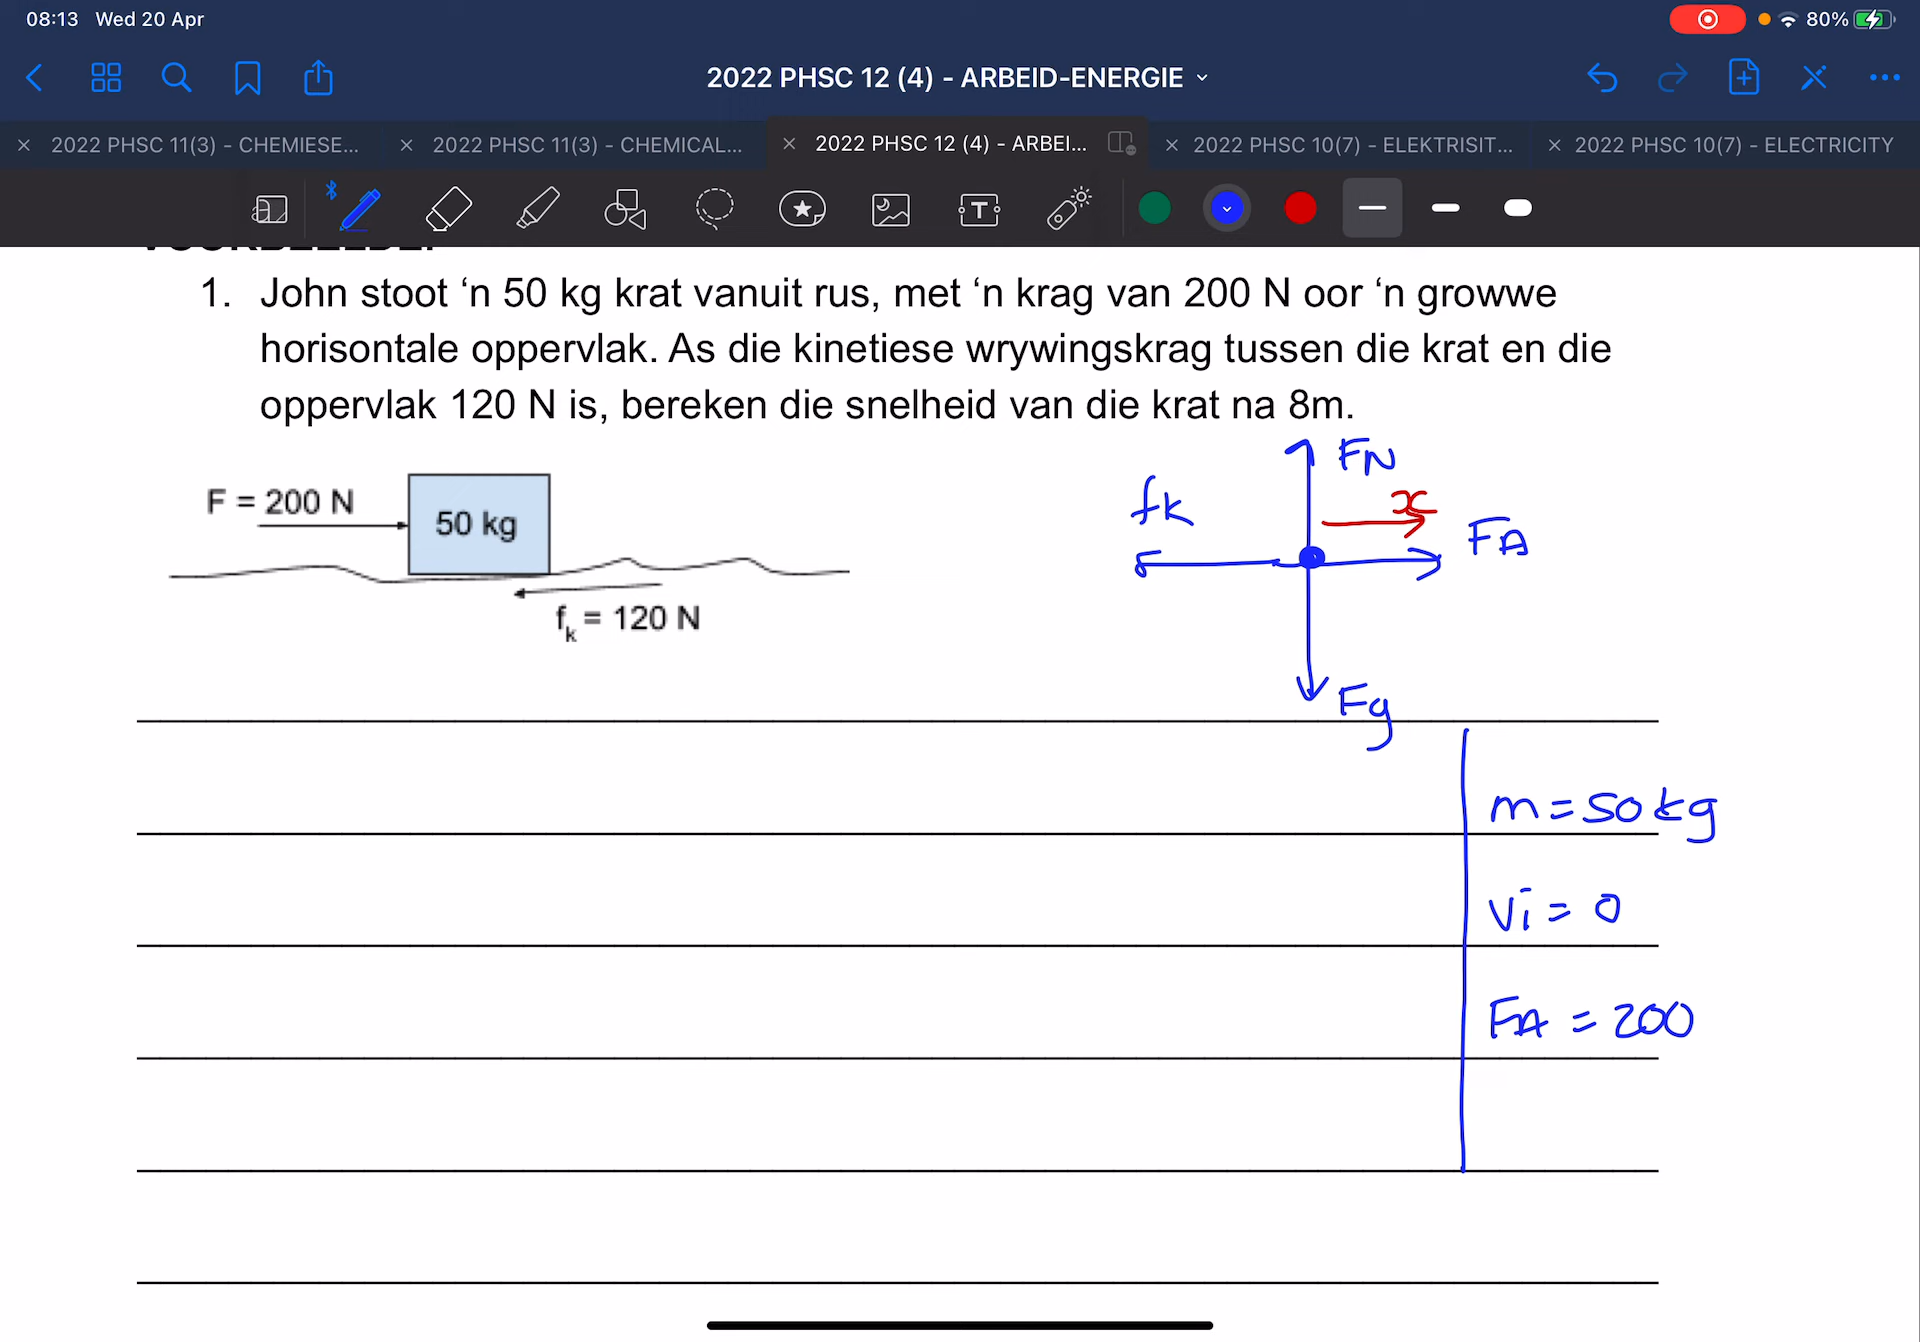 08:13 Wed 20 Apr
80%
2022 PHSC 12 (4) - ARBEID-ENERGIE
2022 PHSC 11(3) - CHEMIESE...
2022 PHSC 11(3) - CHEMICAL...
2022 PHSC 12 (4) - ARBEI...
2022 PHSC 10(7) - ELEKTRISIT...
2022 PHSC 10(7) - ELECTRICITY
T
1. John stoot ‘n 50 kg krat vanuit rus, met ‘n krag van 200 N oor ‘n growwe
horisontale oppervlak. As die kinetiese wrywingskrag tussen die krat en die
oppervlak 120 N is, bereken die snelheid van die krat na 8m.
F = 200 N
50 kg
fk = 120 N
FN
fk
x
FA
Fg
m = 50 kg
vi = 0
FA = 200